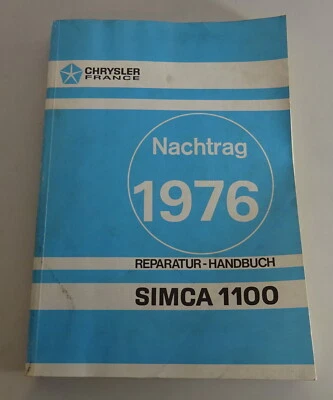 CHRYSLER
FRANCE
Nachtrag
1976
REPARATUR-HANDBUCH
SIMCA 1100